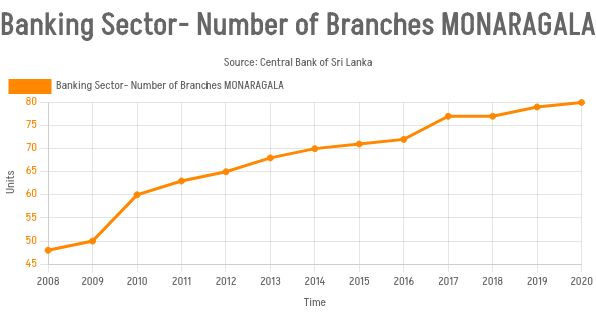 Banking Sector- Number of Branches MONARAGALA
Source: Central Bank of Sri Lanka
Banking Sector- Number of Branches MONARAGALA
80
75
70
65
60
55
50
45
Units
2008 2009 2010 2011 2012 2013 2014 2015 2016 2017 2018 2019 2020
Time